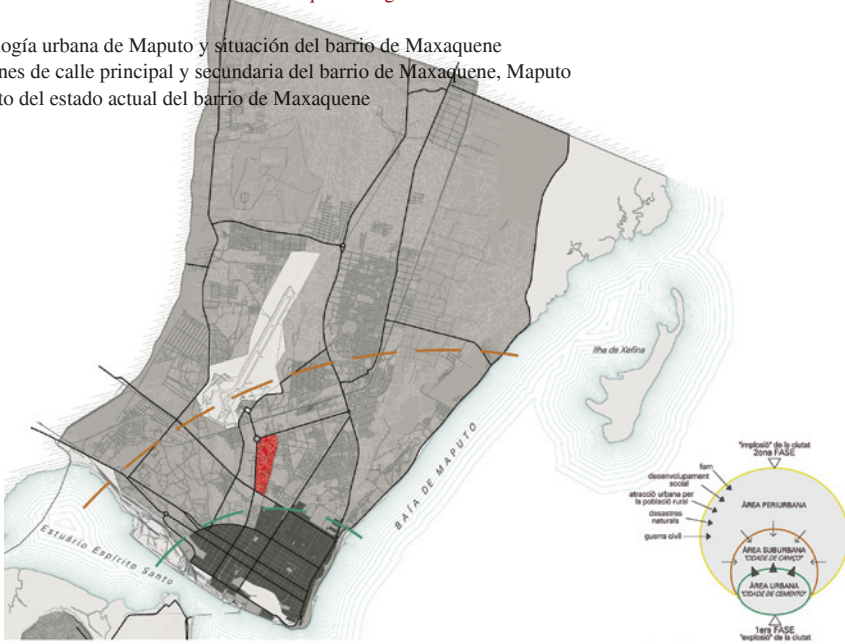 ogía urbana de Maputo y situación del barrio de Maxaquene
nes de calle principal y secundaria del barrio de Maxaquene, Maputo
to del estado actual del barrio de Maxaquene
Ilha de Xefina
BAÍA DE MAPUTO
Estuário Espírito Santo
"implosió" de la ciutat
2ona FASE
fam
desenvolupament
social
atracció urbana per
la població rural
desastres
naturals
guerra civil
ÀREA PERIURBANA
ÀREA SUBURBANA
"CIDADE DE CANIÇO"
ÀREA URBANA
"CIDADE DE CEMENTO"
1era FASE
"explosió" de la ciutat